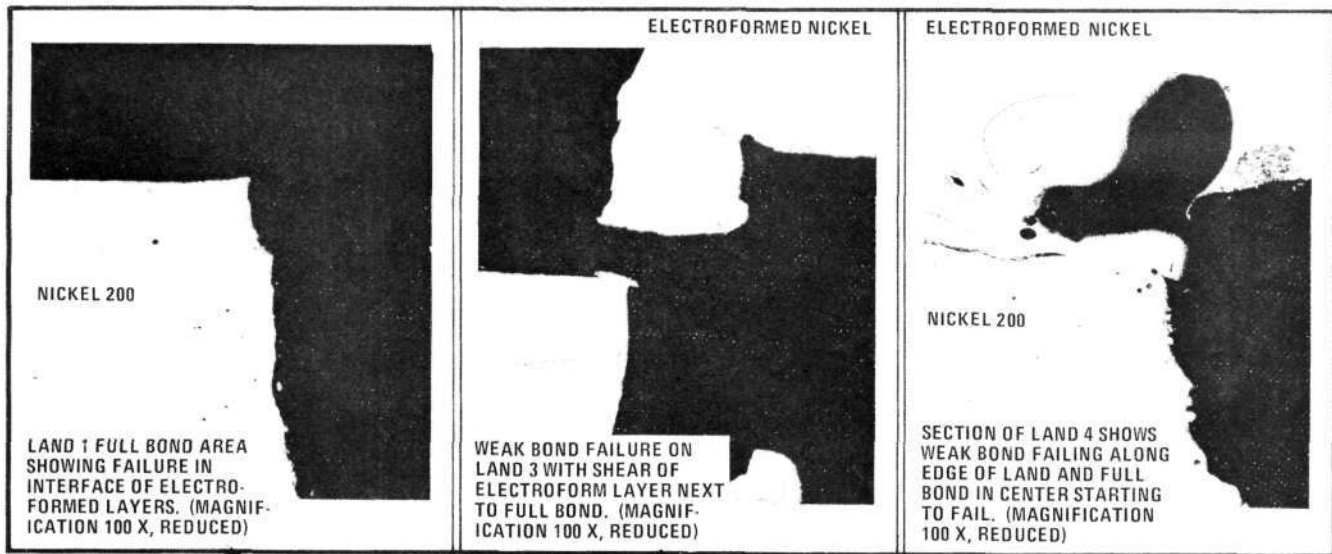 NICKEL 200
LAND 1 FULL BOND AREA
SHOWING FAILURE IN
INTERFACE OF ELECTRO-
FORMED LAYERS. (MAGNIF-
ICATION 100 X, REDUCED)
ELECTROFORMED NICKEL
WEAK BOND FAILURE ON
LAND 3 WITH SHEAR OF
ELECTROFORM LAYER NEXT
TO FULL BOND. (MAGNIF-
ICATION 100 X, REDUCED)
ELECTROFORMED NICKEL
NICKEL 200
SECTION OF LAND 4 SHOWS
WEAK BOND FAILING ALONG
EDGE OF LAND AND FULL
BOND IN CENTER STARTING
TO FAIL. (MAGNIFICATION
100 X, REDUCED)